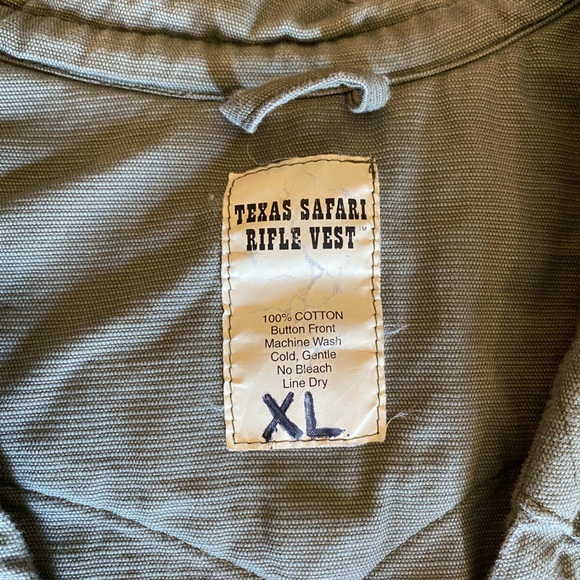 TEXAS SAFARI
RIFLE VEST™
100% COTTON
Button Front
Machine Wash
Cold, Gentle
No Bleach
Line Dry
XL